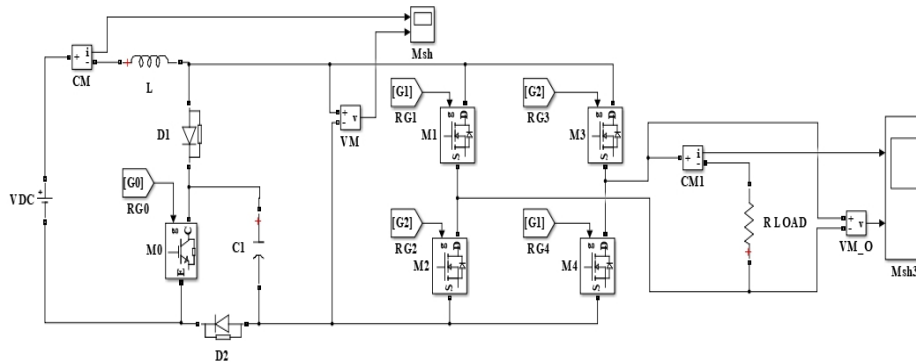 i
+
-
CM
+
L
Msh
D1
+
-
v
VM
[G1]
RG1
g
D
S
M1
[G2]
RG3
g
D
S
M3
VDC
+
[G0]
RG0
g
C
E
M0
+
C1
[G2]
RG2
g
D
S
M2
[G1]
RG4
g
D
S
M4
+
i
-
CM1
R LOAD
+
+
-
v
VM_O
Msh3
D2